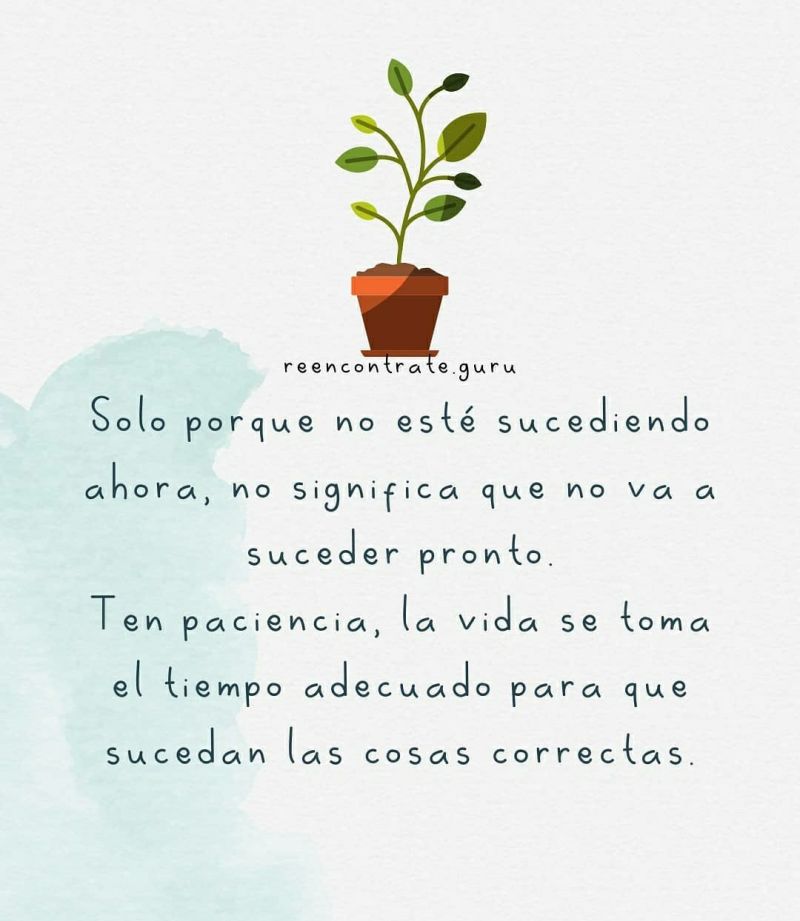 reencontrate.guru
Solo porque no esté sucediendo
ahora, no significa que no va a
suceder pronto.
Ten paciencia, la vida se toma
el tiempo adecuado para que
sucedan las cosas correctas.